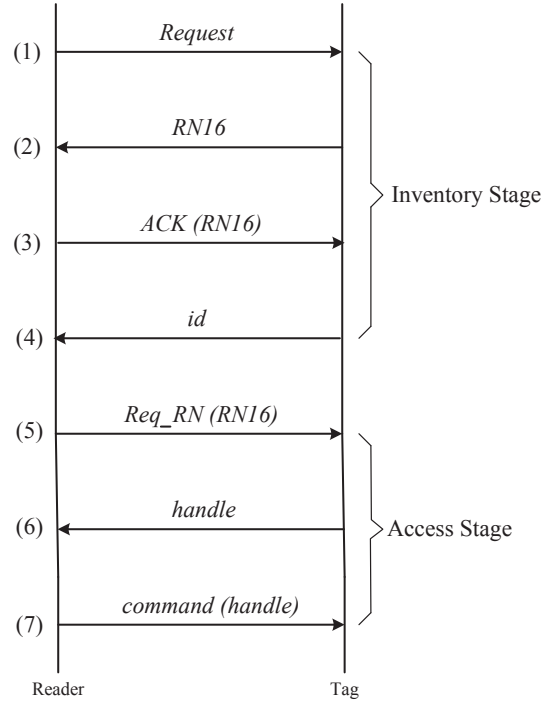 (1) Request
(2) RN16
(3) ACK (RN16)
Inventory Stage
(4) id
(5) Req_RN (RN16)
(6) handle
Access Stage
(7) command (handle)
Reader Tag